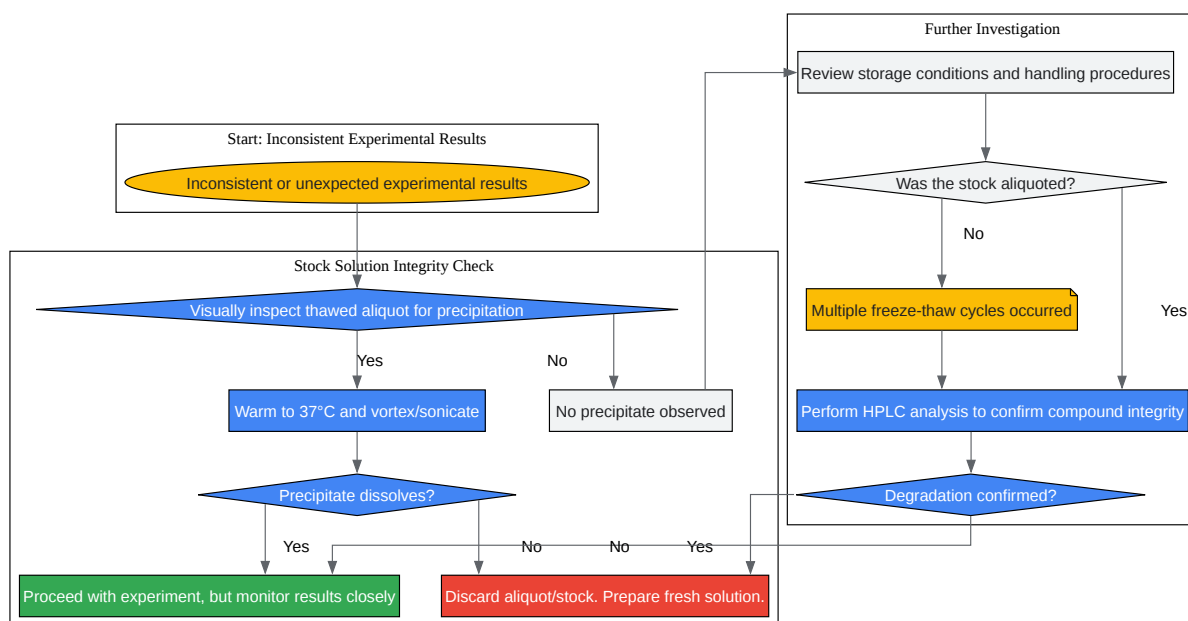 Further Investigation
Review storage conditions and handling procedures
Start: Inconsistent Experimental Results
Inconsistent or unexpected experimental results
Was the stock aliquoted?
No
Stock Solution Integrity Check
Visually inspect thawed aliquot for precipitation
Multiple freeze-thaw cycles occurred
Yes
Yes
No
Warm to 37°C and vortex/sonicate
No precipitate observed
Perform HPLC analysis to confirm compound integrity
Precipitate dissolves?
Degradation confirmed?
Yes
No
No
Yes
Proceed with experiment, but monitor results closely
Discard aliquot/stock. Prepare fresh solution.